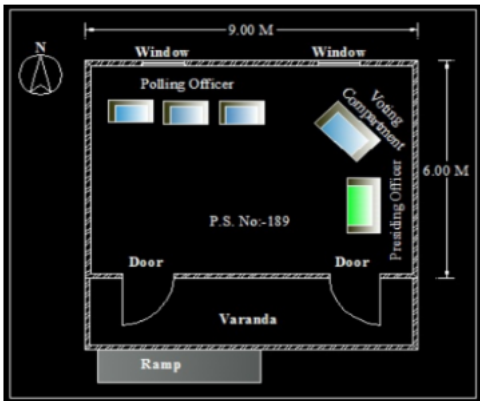 9.00 M
N
Window
Window
Polling Officer
Voting
Compartment
6.00 M
Presiding Officer
P.S. No:-189
Door
Door
Varanda
Ramp